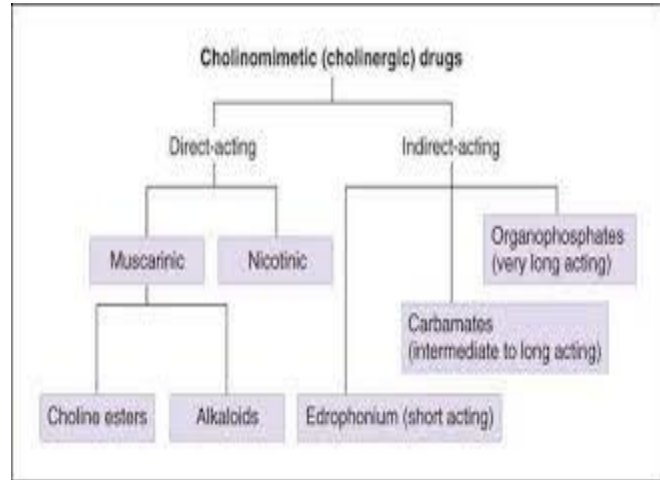 Cholinomimetic (cholinergic) drugs
Direct-acting
Indirect-acting
Muscarinic
Nicotinic
Organophosphates
(very long acting)
Carbamates
(intermediate to long acting)
Choline esters
Alkaloids
Edrophonium (short acting)